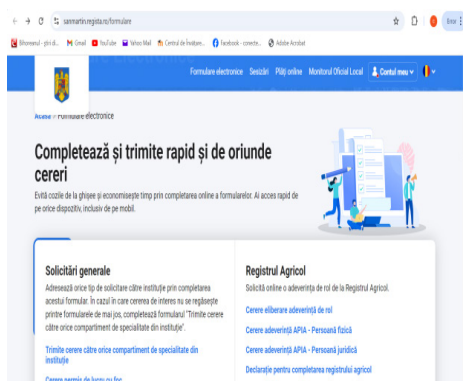 sanmartin.regista.ro/formulare
Error
Bihoreanul - știri d...
Gmail
YouTube
Yahoo Mail
Centrul de Învățare...
Facebook - conecte...
Adobe Acrobat
Formulare electronice
Sesizări
Plăți online
Monitorul Oficial Local
Contul meu
Acasa > Formulare electronice
Completează și trimite rapid și de oriunde
cereri
Evită cozile de la ghișee și economisește timp prin completarea online a formularelor. Ai acces rapid de
pe orice dispozitiv, inclusiv de pe mobil.
Solicitări generale
Adresează orice tip de solicitare către instituție prin completarea
acestui formular. În cazul în care cererea de interes nu se regăsește
printre formularele de mai jos, completează formularul "Trimite cerere
către orice compartiment de specialitate din instituție".
Trimite cerere către orice compartiment de specialitate din
instituție
Cerere permis de lucru cu foc
Registrul Agricol
Solicită online o adeverință de rol de la Registrul Agricol.
Cerere eliberare adeverință de rol
Cerere adeverință APIA - Persoană fizică
Cerere adeverință APIA - Persoană juridică
Declarație pentru completarea registrului agricol